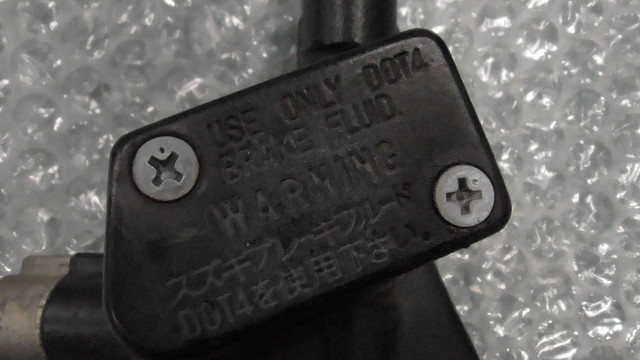 USE ONLY DOT4
BRAKE FLUID.
WARNING
スズキブレーキフルード
DOT4を使用下さい。